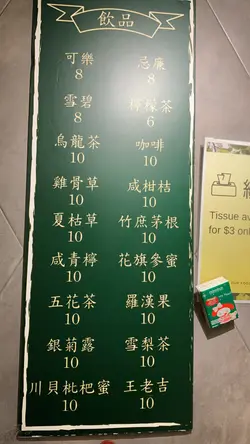 飲品
可樂
8
忌廉
8
雪碧
8
檸檬茶
6
烏龍茶
10
咖啡
10
雞骨草
10
咸柑桔
10
夏枯草
10
竹庶茅根
10
咸青檸
10
花旗參蜜
10
五花茶
10
羅漢果
10
銀菊露
10
雪梨茶
10
川貝枇杷蜜
10
王老吉
10
Tissue av
for $3 onl